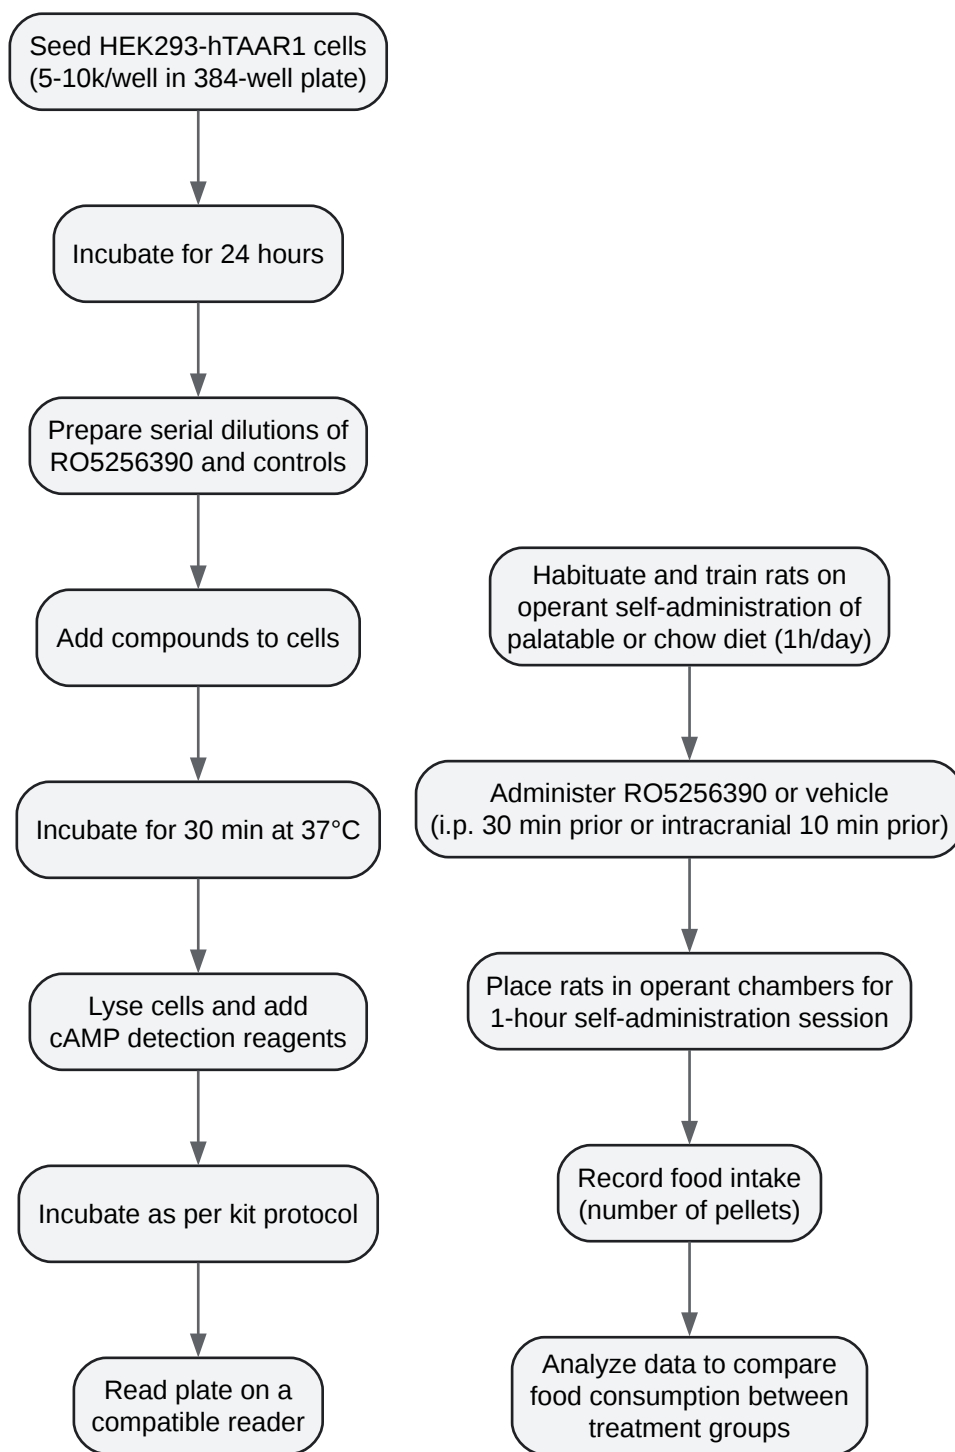 Seed HEK293-hTAAR1 cells
(5-10k/well in 384-well plate)
Incubate for 24 hours
Prepare serial dilutions of
RO5256390 and controls
Add compounds to cells
Incubate for 30 min at 37°C
Lyse cells and add
cAMP detection reagents
Incubate as per kit protocol
Read plate on a
compatible reader
Habituate and train rats on
operant self-administration of
palatable or chow diet (1h/day)
Administer RO5256390 or vehicle
(i.p. 30 min prior or intracranial 10 min prior)
Place rats in operant chambers for
1-hour self-administration session
Record food intake
(number of pellets)
Analyze data to compare
food consumption between
treatment groups